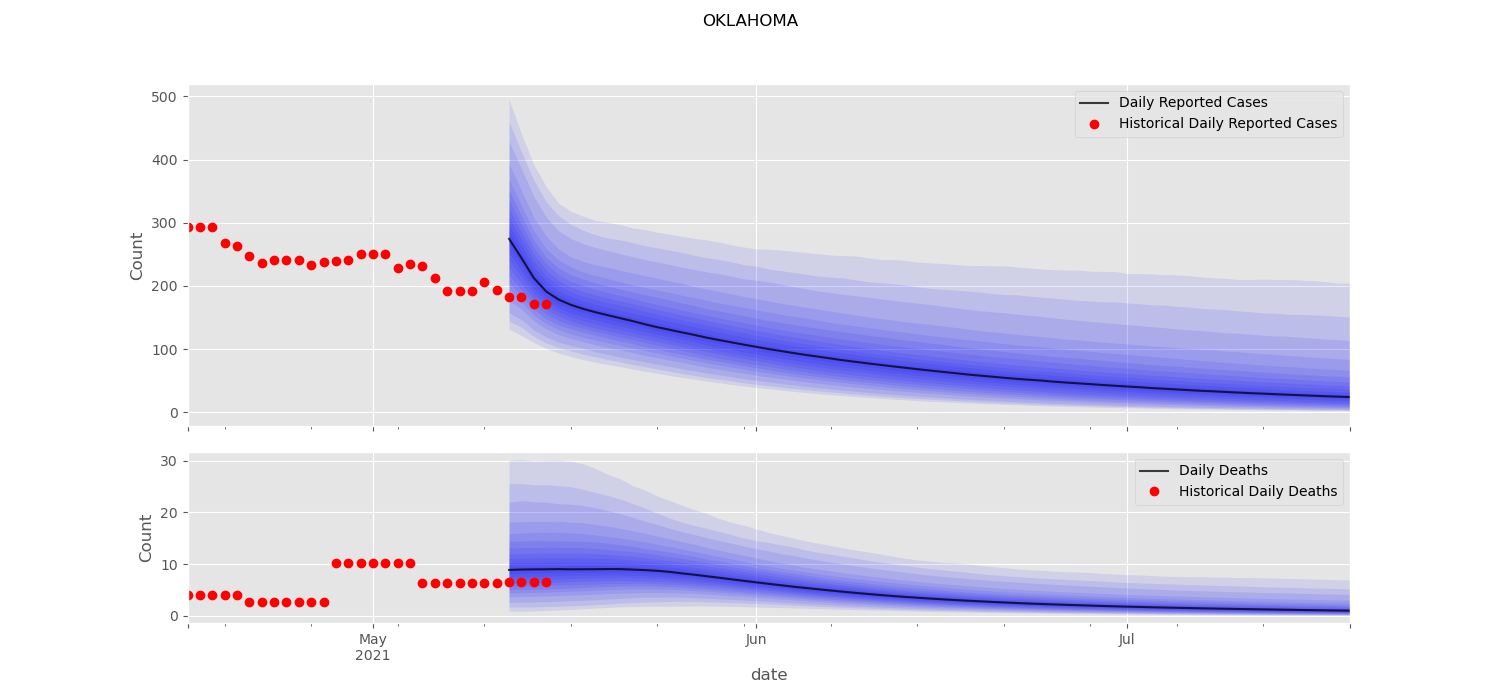 OKLAHOMA
500
400
300
200
100
0
Count
Daily Reported Cases
Historical Daily Reported Cases
30
20
10
0
Count
Daily Deaths
Historical Daily Deaths
May
2021
Jun
Jul
date